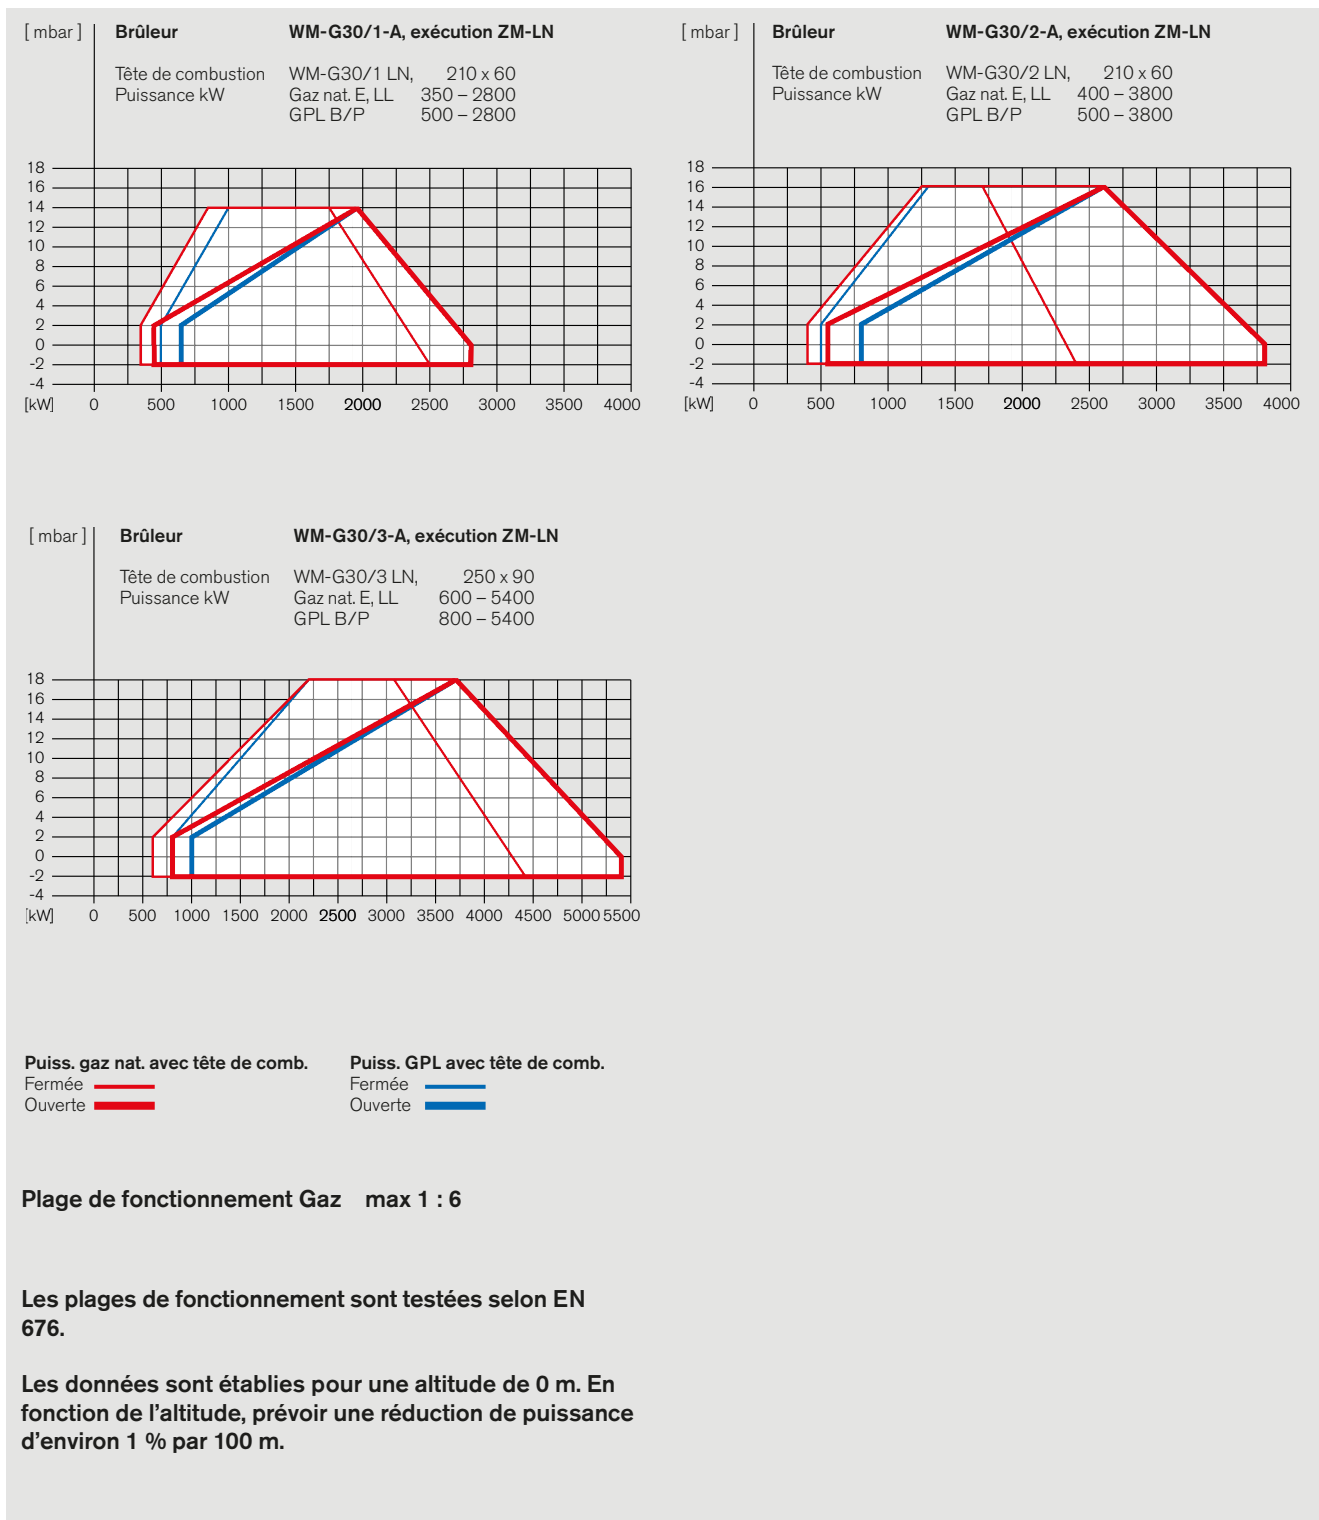 [ mbar ]
Brûleur WM-G30/1-A, exécution ZM-LN
Tête de combustion WM-G30/1 LN, 210 x 60
Puissance kW Gaz nat. E, LL 350 – 2800
GPL B/P 500 – 2800
18
16
14
12
10
8
6
4
2
0
-2
-4
[kW] 0 500 1000 1500 2000 2500 3000 3500 4000
[ mbar ]
Brûleur WM-G30/2-A, exécution ZM-LN
Tête de combustion WM-G30/2 LN, 210 x 60
Puissance kW Gaz nat. E, LL 400 – 3800
GPL B/P 500 – 3800
18
16
14
12
10
8
6
4
2
0
-2
-4
[kW] 0 500 1000 1500 2000 2500 3000 3500 4000
[ mbar ]
Brûleur WM-G30/3-A, exécution ZM-LN
Tête de combustion WM-G30/3 LN, 250 x 90
Puissance kW Gaz nat. E, LL 600 – 5400
GPL B/P 800 – 5400
18
16
14
12
10
8
6
4
2
0
-2
-4
[kW] 0 500 1000 1500 2000 2500 3000 3500 4000 4500 5000 5500
Puiss. gaz nat. avec tête de comb.
Fermée
Ouverte
Puiss. GPL avec tête de comb.
Fermée
Ouverte
Plage de fonctionnement Gaz max 1 : 6
Les plages de fonctionnement sont testées selon EN
676.
Les données sont établies pour une altitude de 0 m. En
fonction de l’altitude, prévoir une réduction de puissance
d’environ 1 % par 100 m.